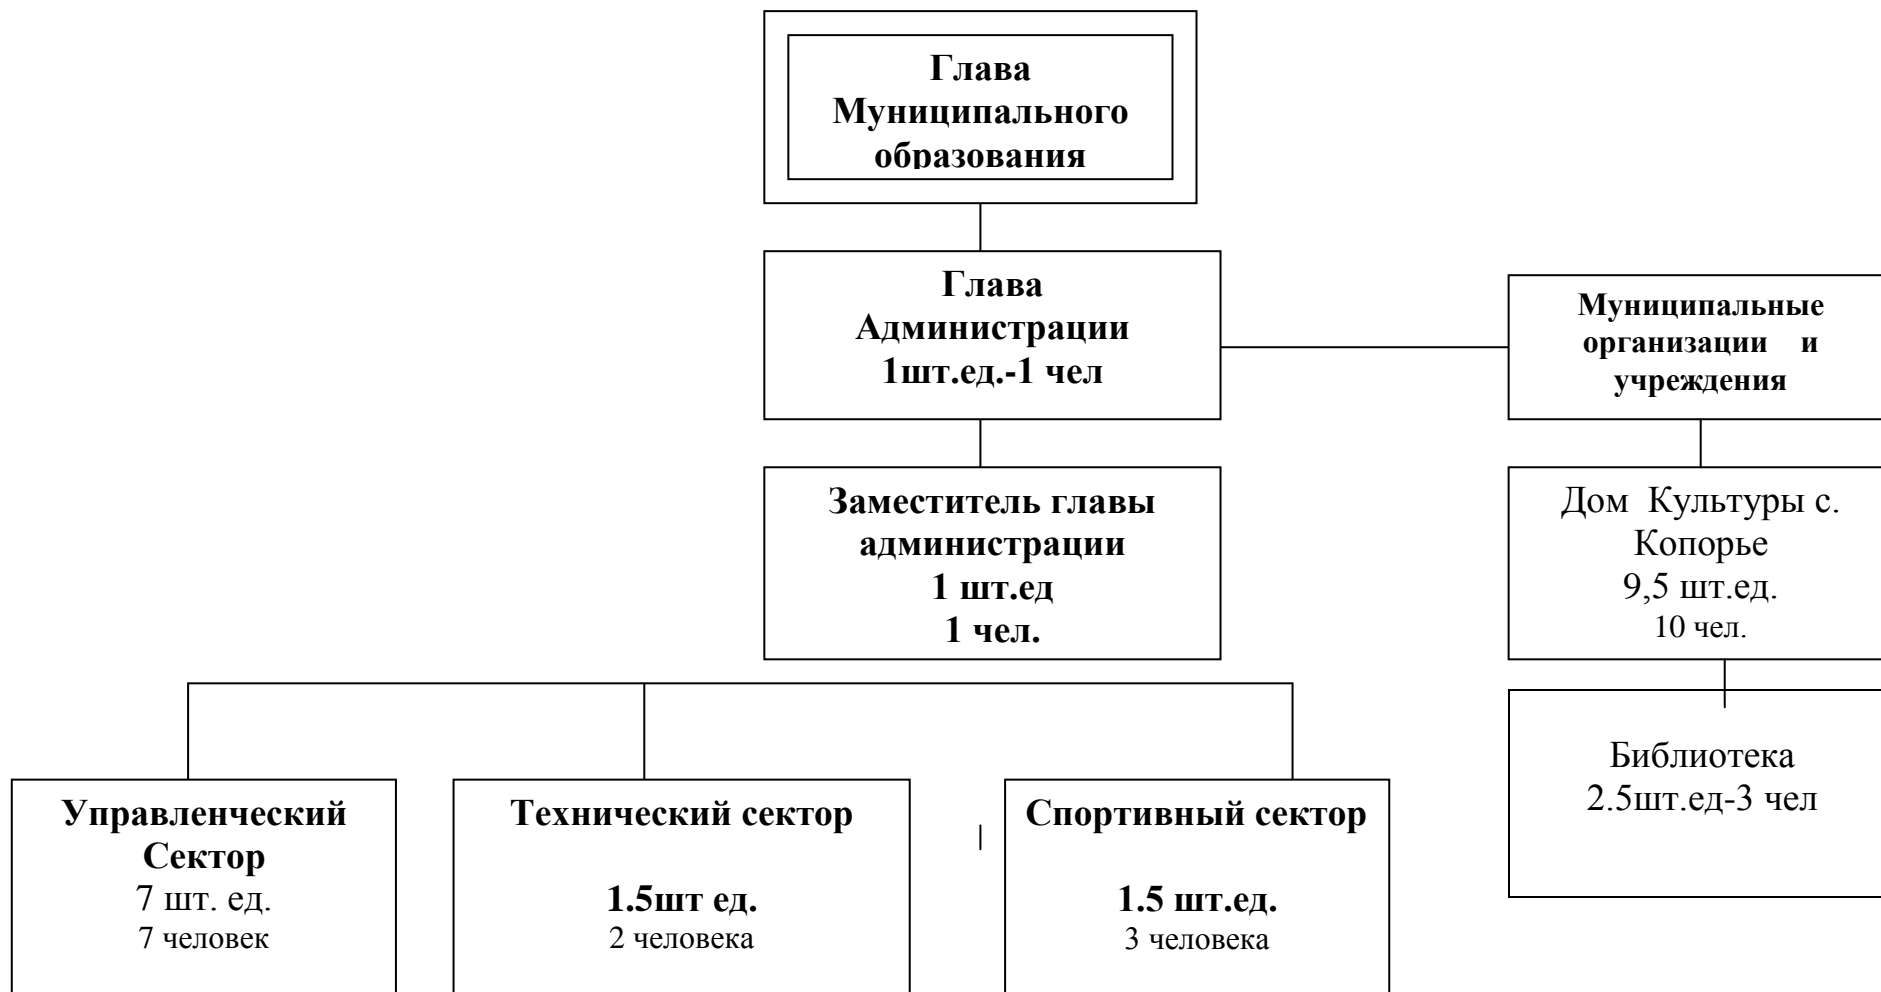 Глава
Муниципального
образования
Глава
Администрации
1шт.ед.-1 чел
Муниципальные
организации и
учреждения
Заместитель главы
администрации
1 шт.ед
1 чел.
Дом Культуры с.
Копорье
9,5 шт.ед.
10 чел.
Библиотека
2.5шт.ед-3 чел
Управленческий
Сектор
7 шт. ед.
7 человек
Технический сектор
1.5шт ед.
2 человека
Спортивный сектор
1.5 шт.ед.
3 человека